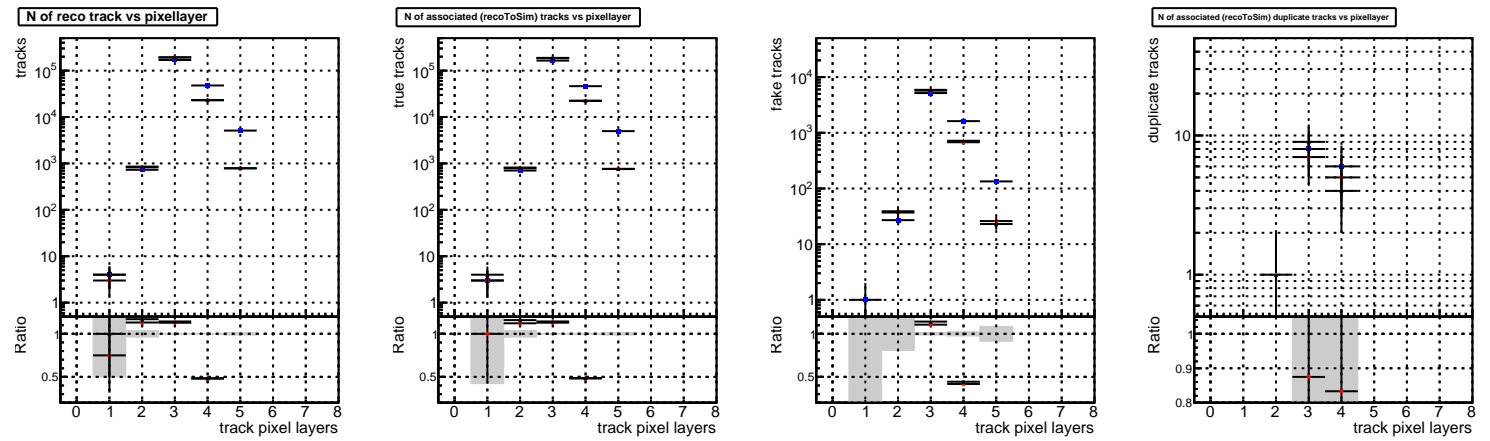 N of reco track vs pixellayer
tracks
10^5
10^4
10^3
10^2
10
1
Ratio
1
0.5
0 1 2 3 4 5 6 7 8
track pixel layers
N of associated (recoToSim) tracks vs pixellayer
true tracks
10^5
10^4
10^3
10^2
10
1
Ratio
1
0.5
0 1 2 3 4 5 6 7 8
track pixel layers
fake tracks
10^4
10^3
10^2
10
1
Ratio
1
0.5
0 1 2 3 4 5 6 7 8
track pixel layers
N of associated (recoToSim) duplicate tracks vs pixellayer
duplicate tracks
10
1
Ratio
1
0.9
0.8
0 1 2 3 4 5 6 7 8
track pixel layers